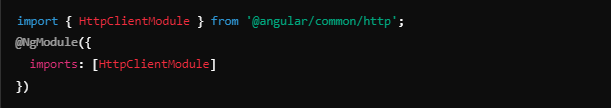 import { HttpClientModule } from '@angular/common/http';
@NgModule({
  imports: [HttpClientModule]
})